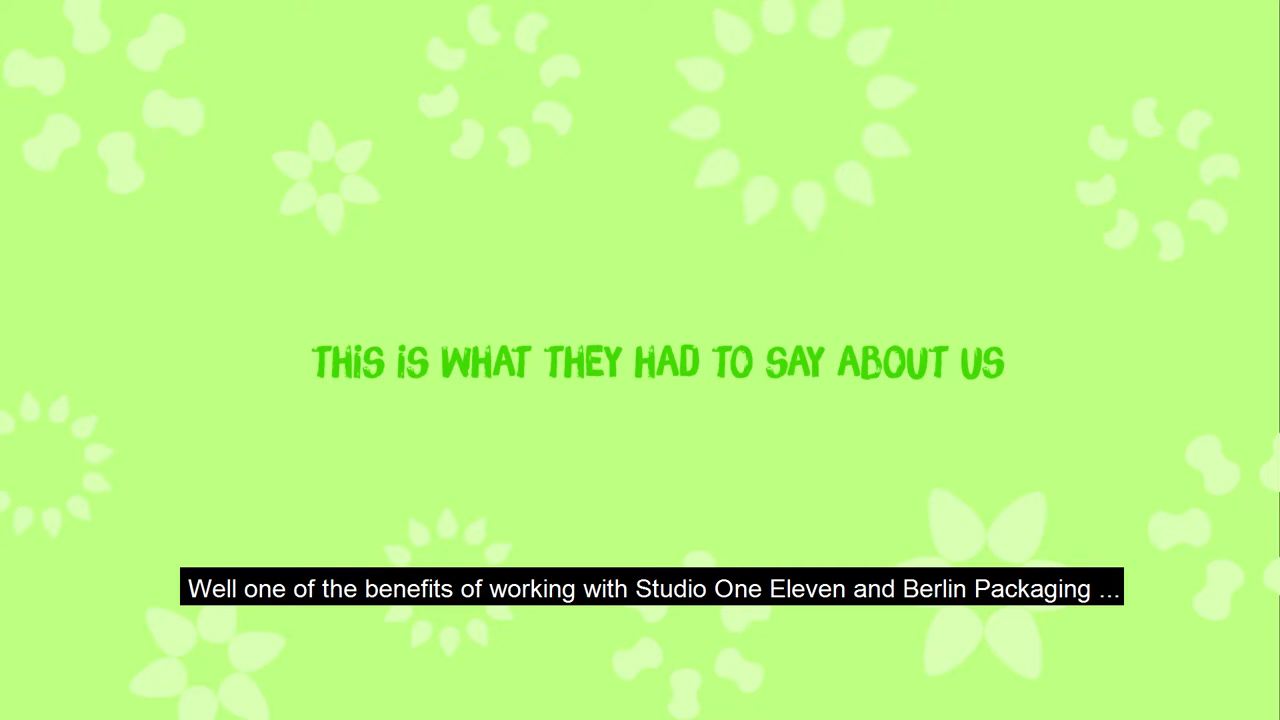 THiS iS WHAT THEY HAD TO SAY ABOUT US
Well one of the benefits of working with Studio One Eleven and Berlin Packaging ...